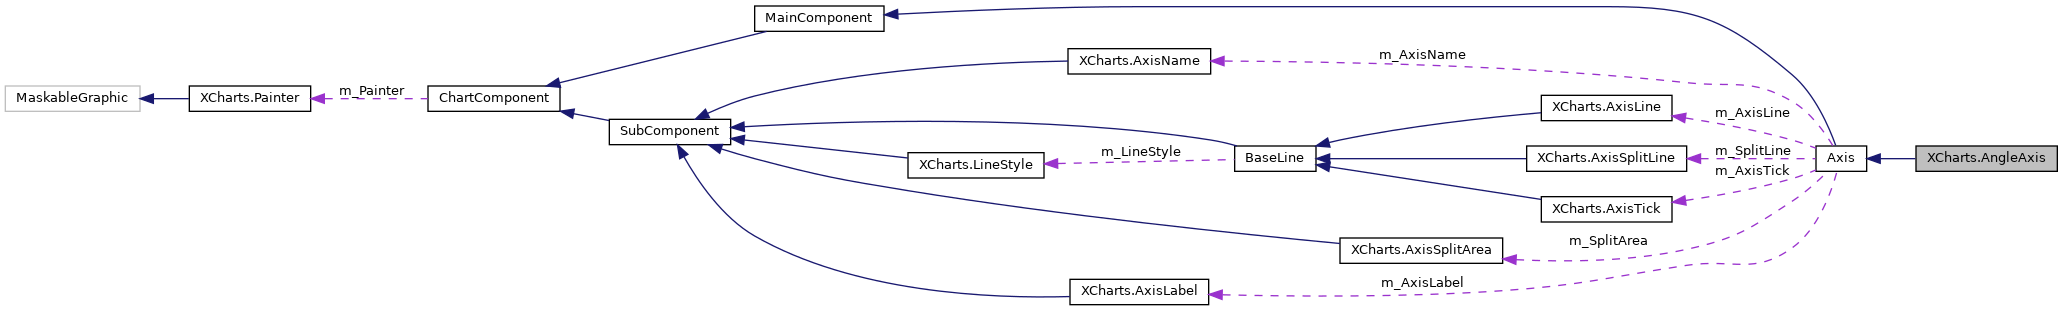 MainComponent
m_AxisName
XCharts.AxisName
MaskableGraphic
XCharts.Painter
m_Painter
ChartComponent
XCharts.AxisLine
m_AxisLine
SubComponent
m_LineStyle
XCharts.LineStyle
BaseLine
XCharts.AxisSplitLine
m_SplitLine
Axis
XCharts.AngleAxis
m_AxisTick
XCharts.AxisTick
m_SplitArea
XCharts.AxisSplitArea
m_AxisLabel
XCharts.AxisLabel